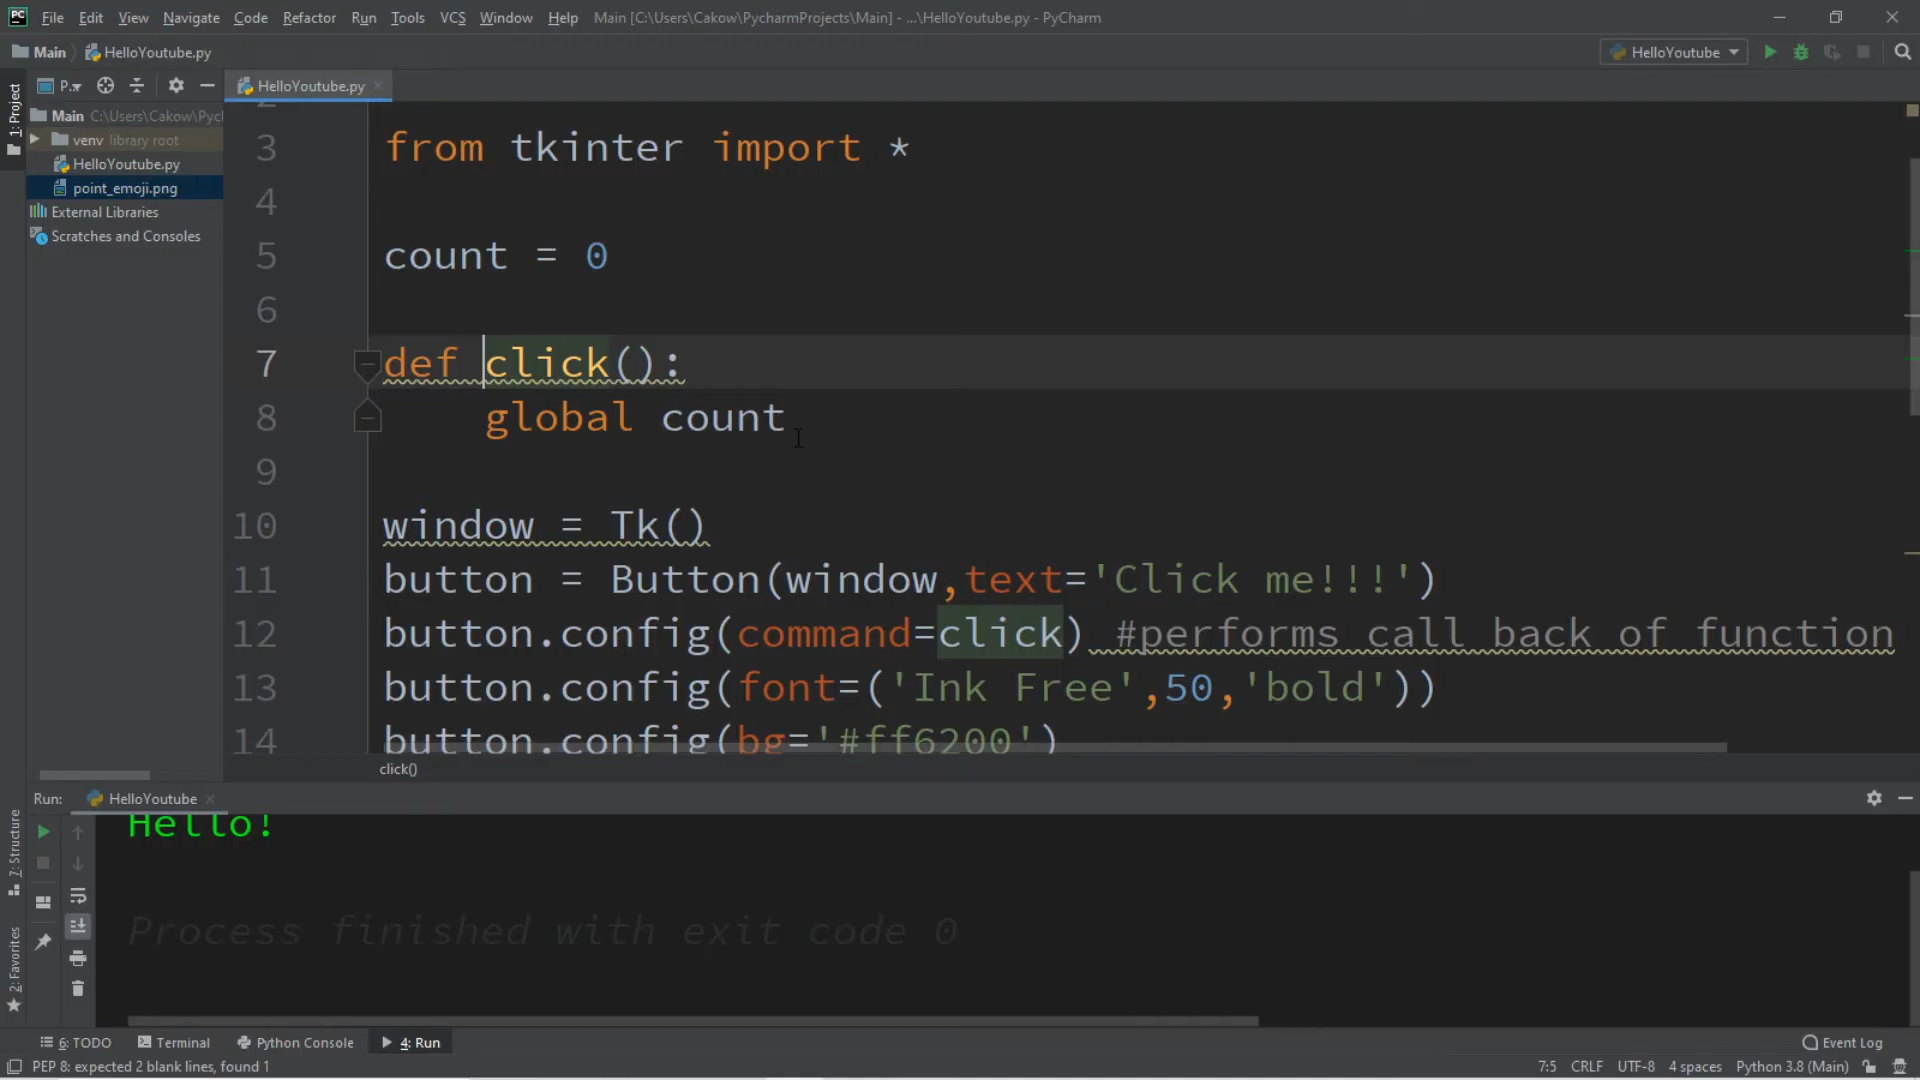 PC File Edit View Navigate Code Refactor Run Tools VCS Window Help Main [C:\Users\Cakow\PycharmProjects\Main] - ...\HelloYoutube.py - PyCharm
Main HelloYoutube.py HelloYoutube
1: Project P.. HelloYoutube.py
Main C:\Users\Cakow\Pycl
venv library root
HelloYoutube.py
point_emoji.png
External Libraries
Scratches and Consoles
2
3 from tkinter import *
4
5 count = 0
6
7 def click():
8 global count
9
10 window = Tk()
11 button = Button(window,text='Click me!!!')
12 button.config(command=click) #performs call back of function
13 button.config(font=('Ink Free',50,'bold'))
14 button.config(bg='#ff6200')
click()
Run: HelloYoutube
7: Structure
2: Favorites
Hello!
Process finished with exit code 0
6: TODO Terminal Python Console 4: Run Event Log
PEP 8: expected 2 blank lines, found 1 7:5 CRLF UTF-8 4 spaces Python 3.8 (Main)